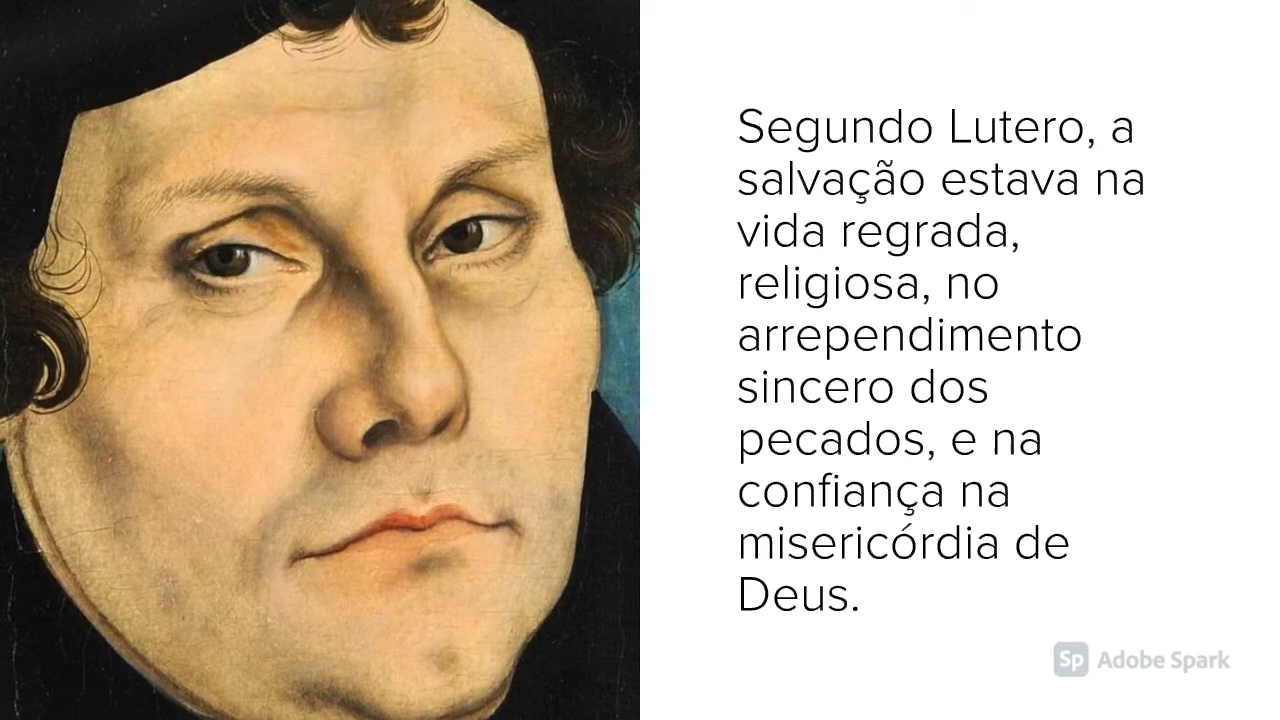 Segundo Lutero, a
salvação estava na
vida regrada,
religiosa, no
arrependimento
sincero dos
pecados, e na
confiança na
misericórdia de
Deus.
Sp Adobe Spark